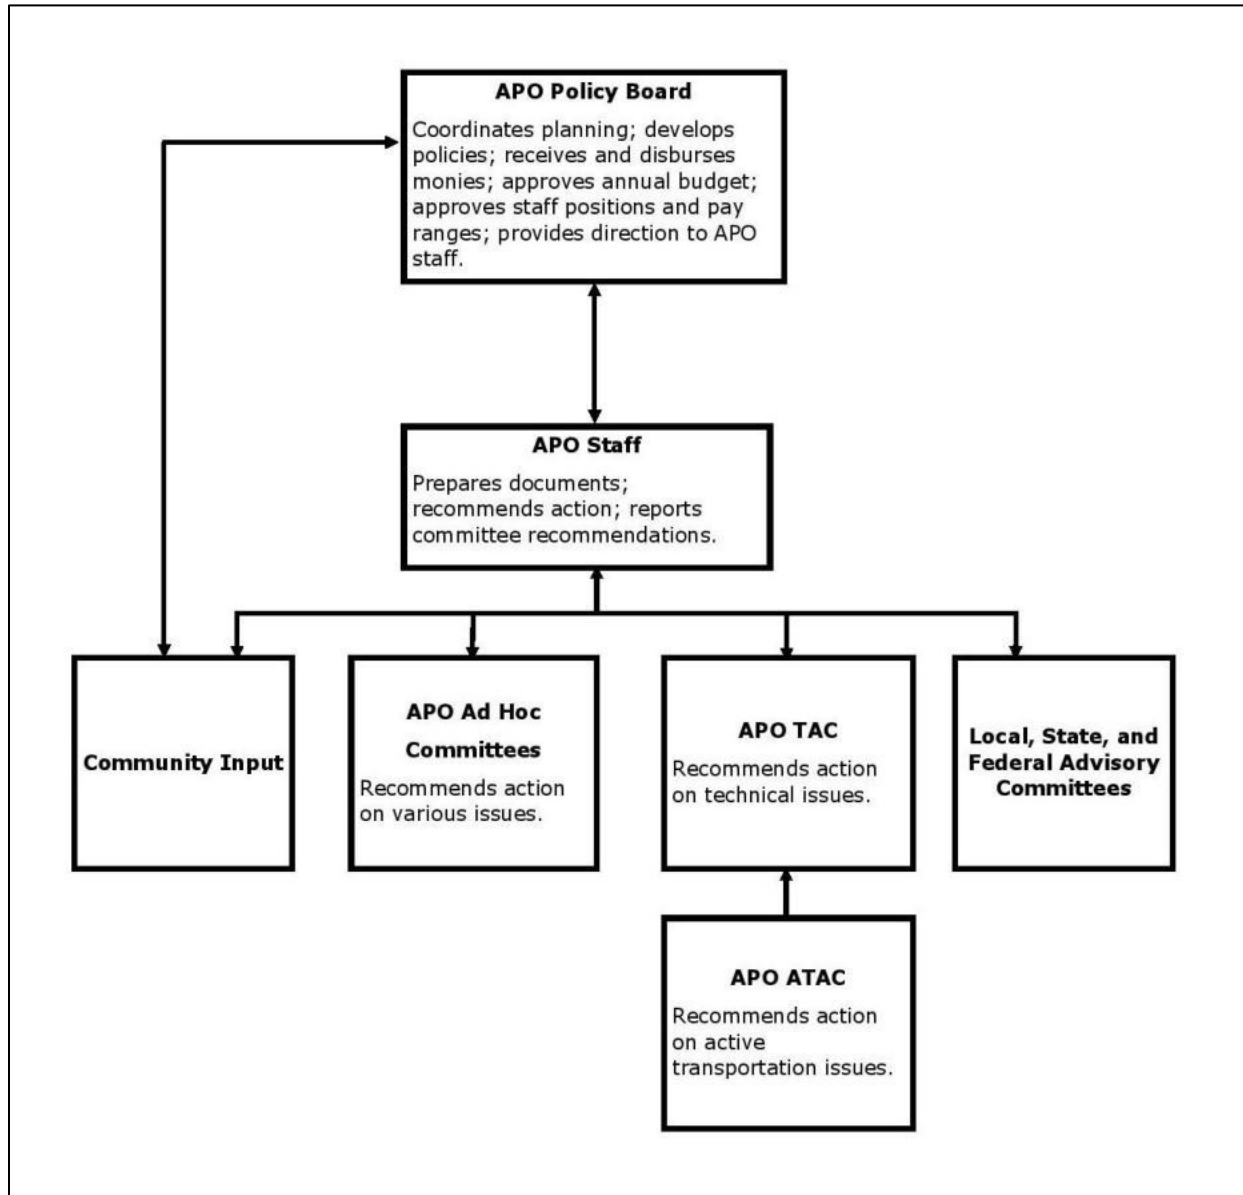 APO Policy Board
Coordinates planning; develops
policies; receives and disburses
monies; approves annual budget;
approves staff positions and pay
ranges; provides direction to APO
staff.
APO Staff
Prepares documents;
recommends action; reports
committee recommendations.
Community Input
APO Ad Hoc
Committees
Recommends action
on various issues.
APO TAC
Recommends action
on technical issues.
Local, State, and
Federal Advisory
Committees
APO ATAC
Recommends action
on active
transportation issues.